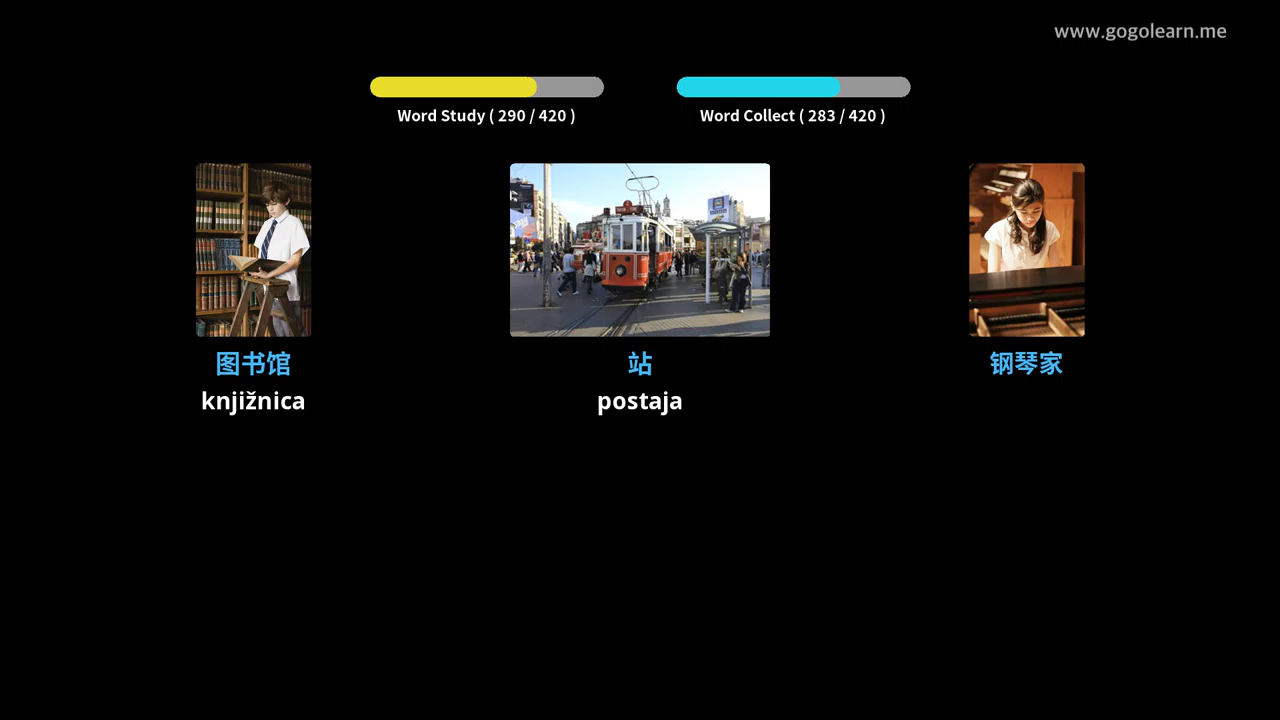 www.gogolearn.me
Word Study ( 290 / 420 )
Word Collect ( 283 / 420 )
图书馆
站
钢琴家
knjižnica
postaja